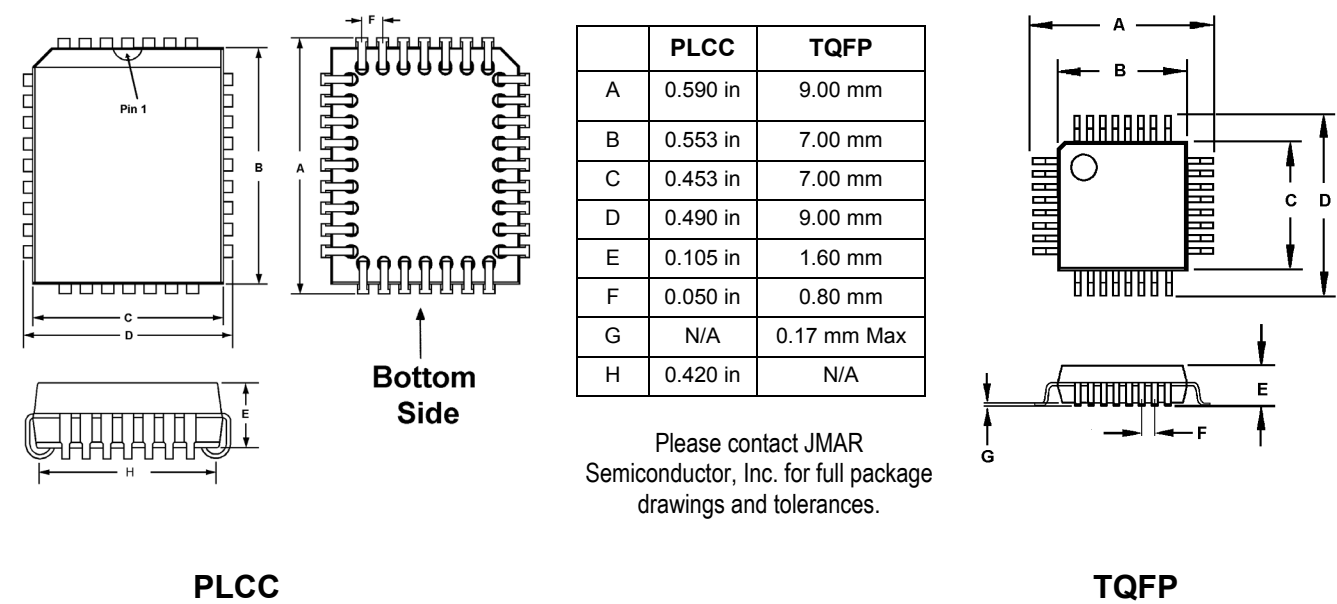 Pin 1
B
C
D
E
H
F
A
Bottom
Side
PLCC TQFP
A 0.590 in 9.00 mm
B 0.553 in 7.00 mm
C 0.453 in 7.00 mm
D 0.490 in 9.00 mm
E 0.105 in 1.60 mm
F 0.050 in 0.80 mm
G N/A 0.17 mm Max
H 0.420 in N/A
Please contact JMAR
Semiconductor, Inc. for full package
drawings and tolerances.
A
B
C
D
E
F
G
PLCC
TQFP